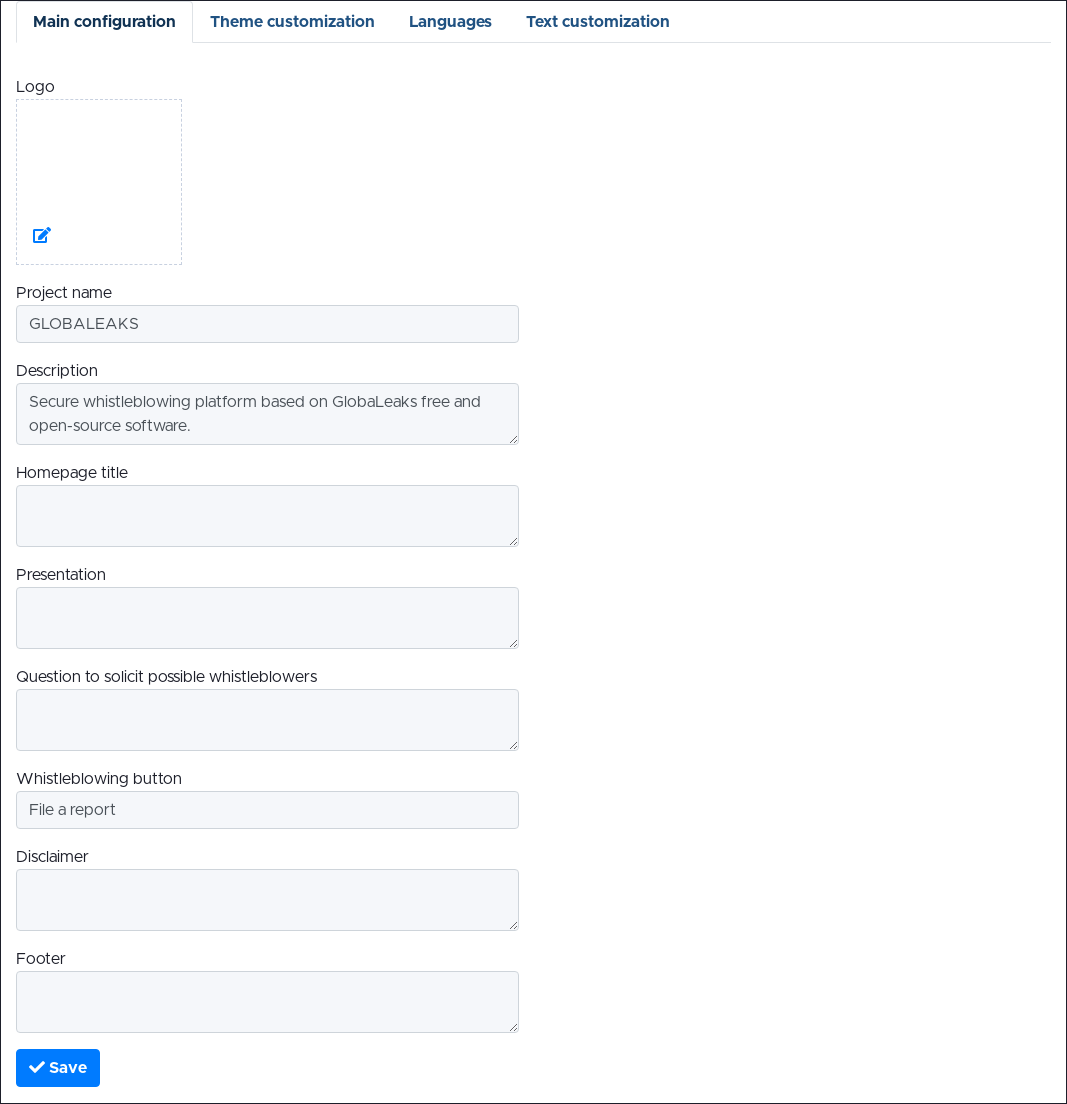 Main configuration Theme customization Languages Text customization
Logo
Project name
GLOBALEAKS
Description
Secure whistleblowing platform based on GlobaLeaks free and
open-source software.
Homepage title
Presentation
Question to solicit possible whistleblowers
Whistleblowing button
File a report
Disclaimer
Footer
Save